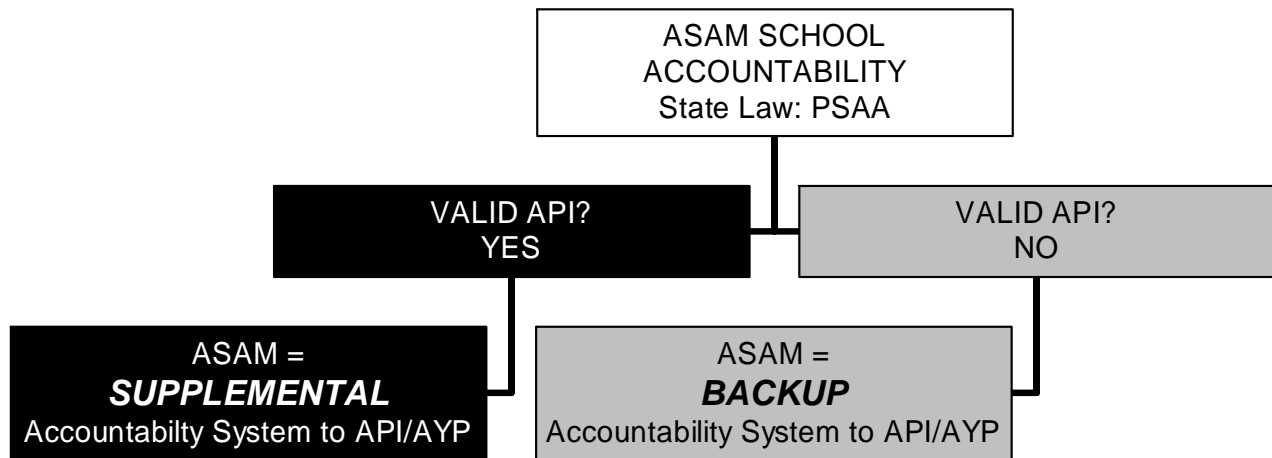 ASAM SCHOOL
ACCOUNTABILITY
State Law: PSAA
VALID API?
YES
VALID API?
NO
ASAM =
SUPPLEMENTAL
Accountabilty System to API/AYP
ASAM =
BACKUP
Accountability System to API/AYP